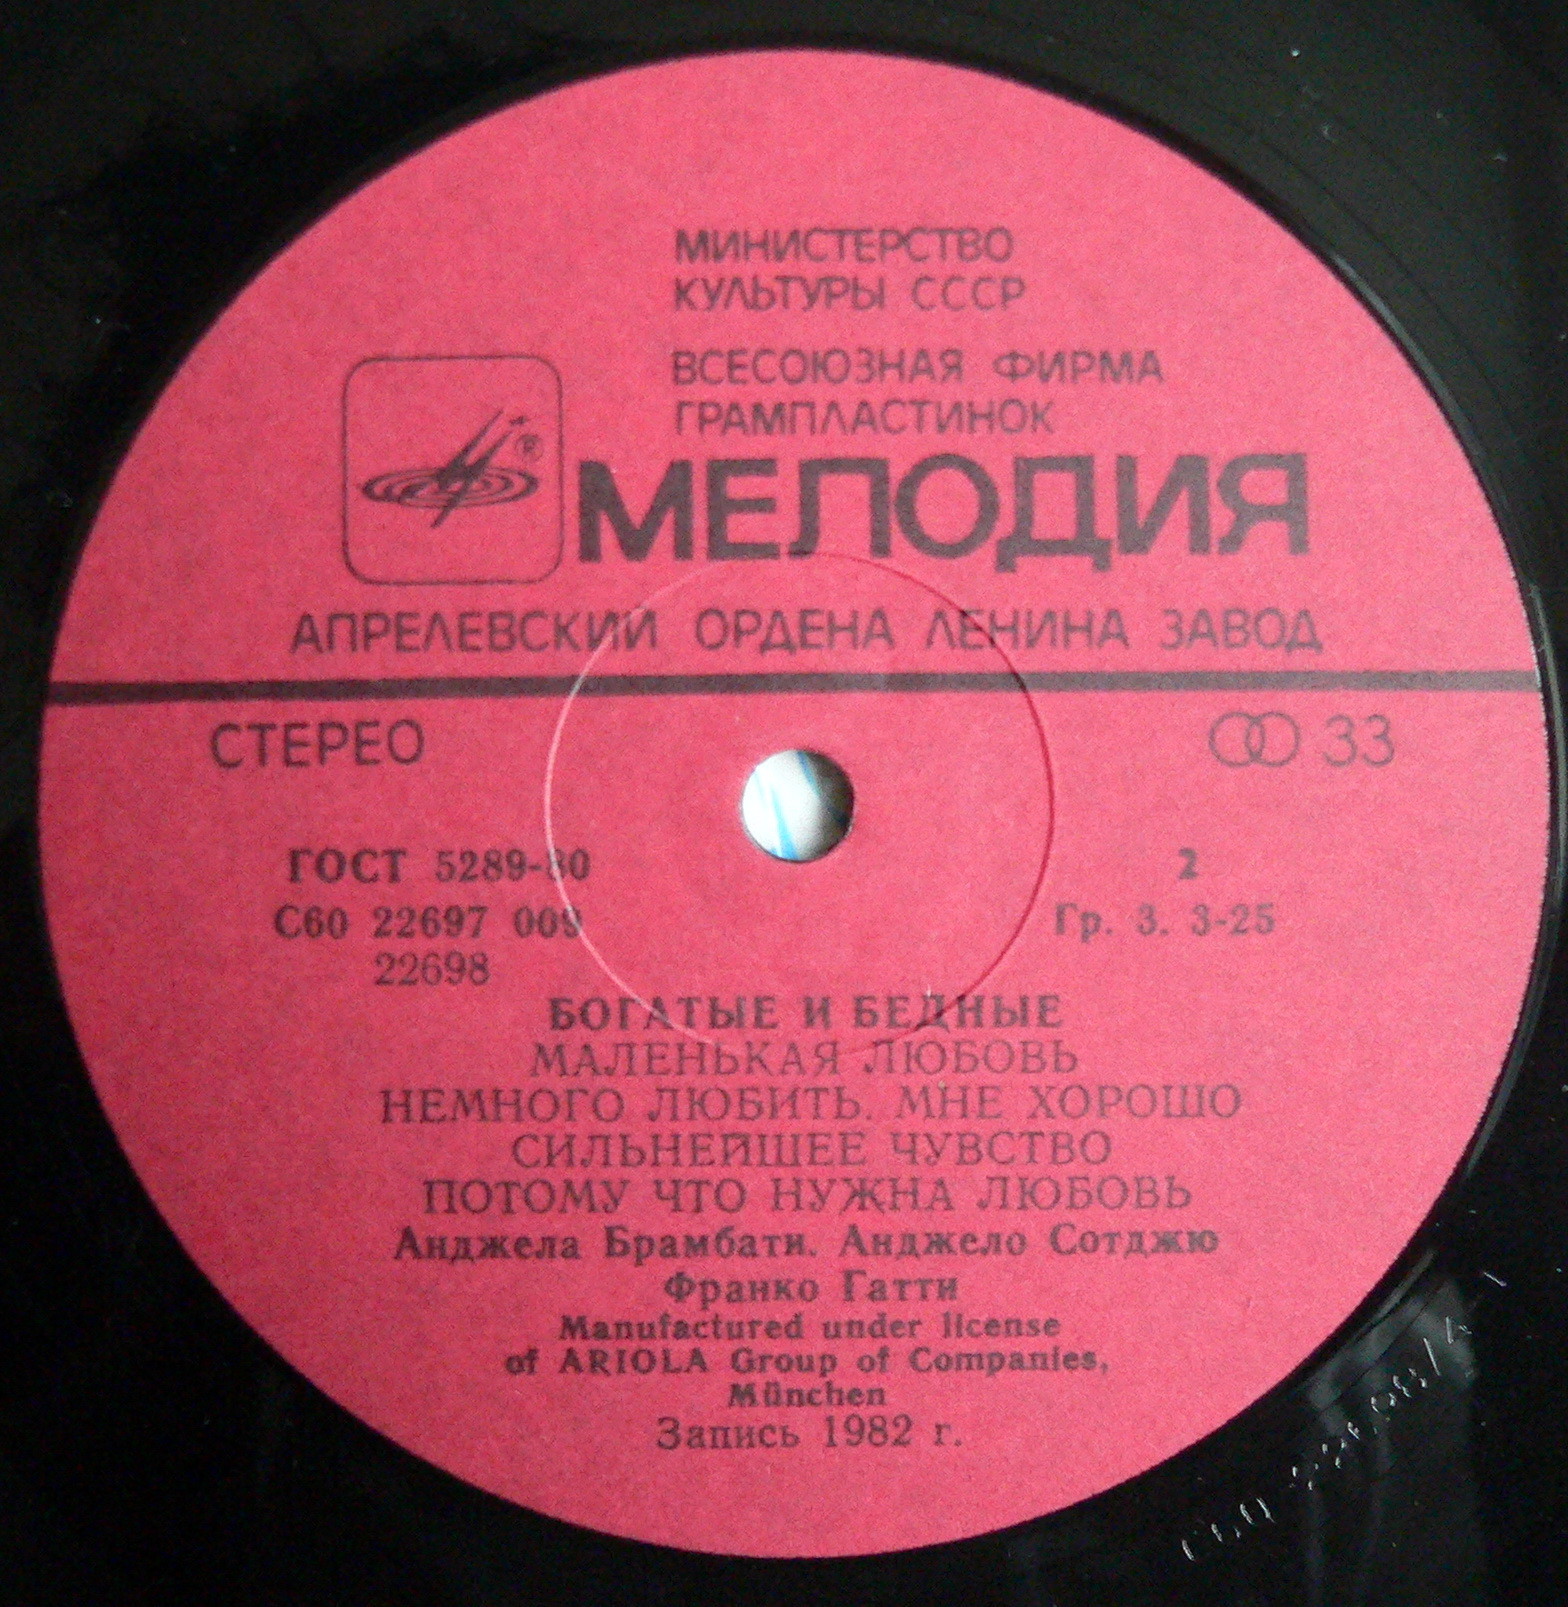 МИНИСТЕРСТВО
КУЛЬТУРЫ СССР
ВСЕСОЮЗНАЯ ФИРМА
ГРАМПЛАСТИНОК
МЕЛОДИЯ
®
АПРЕЛЕВСКИЙ ОРДЕНА ЛЕНИНА ЗАВОД
СТЕРЕО 33
ГОСТ 5289-80 2
С60 22697 009 Гр. 3. 3-25
22698
БОГАТЫЕ И БЕДНЫЕ
МАЛЕНЬКАЯ ЛЮБОВЬ
НЕМНОГО ЛЮБИТЬ. МНЕ ХОРОШО
СИЛЬНЕЙШЕЕ ЧУВСТВО
ПОТОМУ ЧТО НУЖНА ЛЮБОВЬ
Анджела Брамбати. Анджело Сотджю
Франко Гатти
Manufactured under license
of ARIOLA Group of Companies,
München
Запись 1982 г.